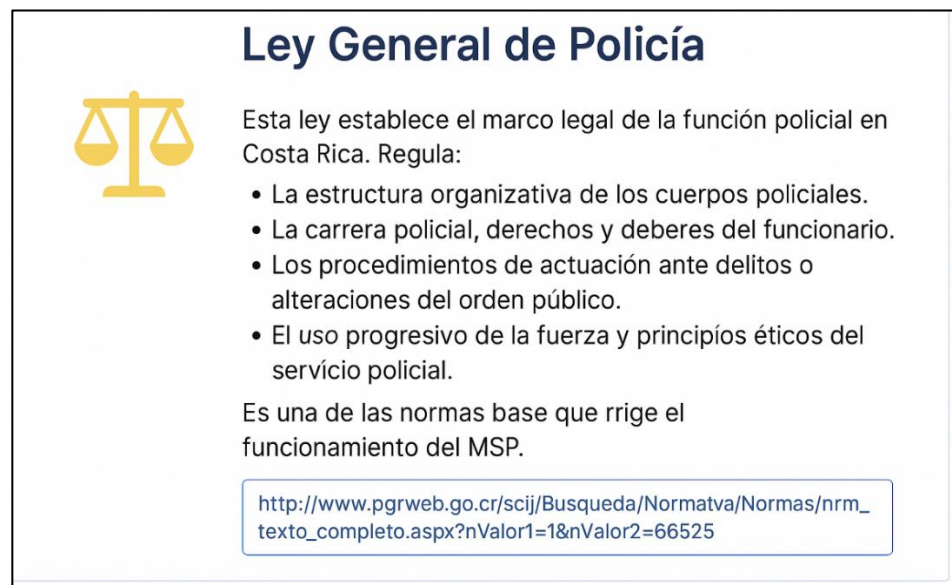 Ley General de Policía
Esta ley establece el marco legal de la función policial en
Costa Rica. Regula:
• La estructura organizativa de los cuerpos policiales.
• La carrera policial, derechos y deberes del funcionario.
• Los procedimientos de actuación ante delitos o
alteraciones del orden público.
• El uso progresivo de la fuerza y principíos éticos del
servício policial.
Es una de las normas base que rrige el
funcionamiento del MSP.
http://www.pgrweb.go.cr/scij/Busqueda/Normatva/Normas/nrm_
texto_completo.aspx?nValor1=1&nValor2=66525